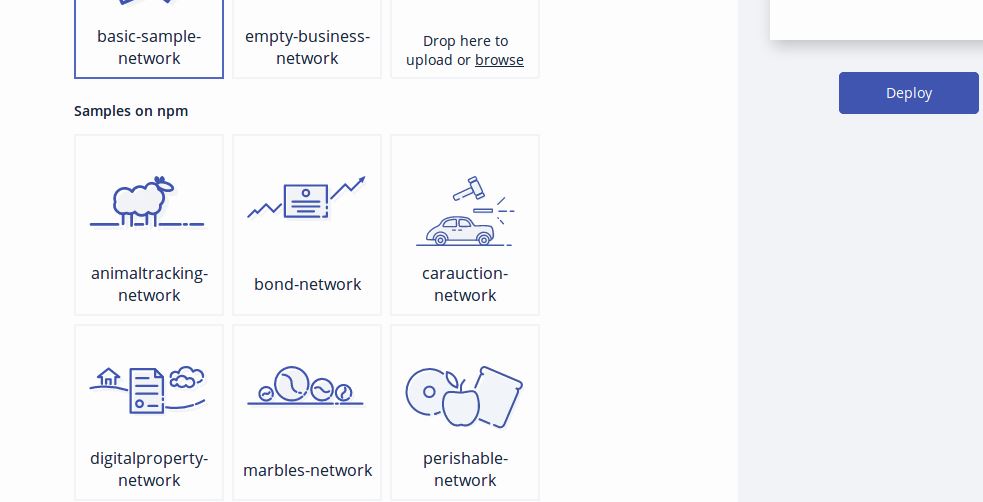 basic-sample-
network
empty-business-
network
Drop here to
upload or browse
Deploy
Samples on npm
animaltracking-
network
bond-network
carauction-
network
digitalproperty-
network
marbles-network
perishable-
network